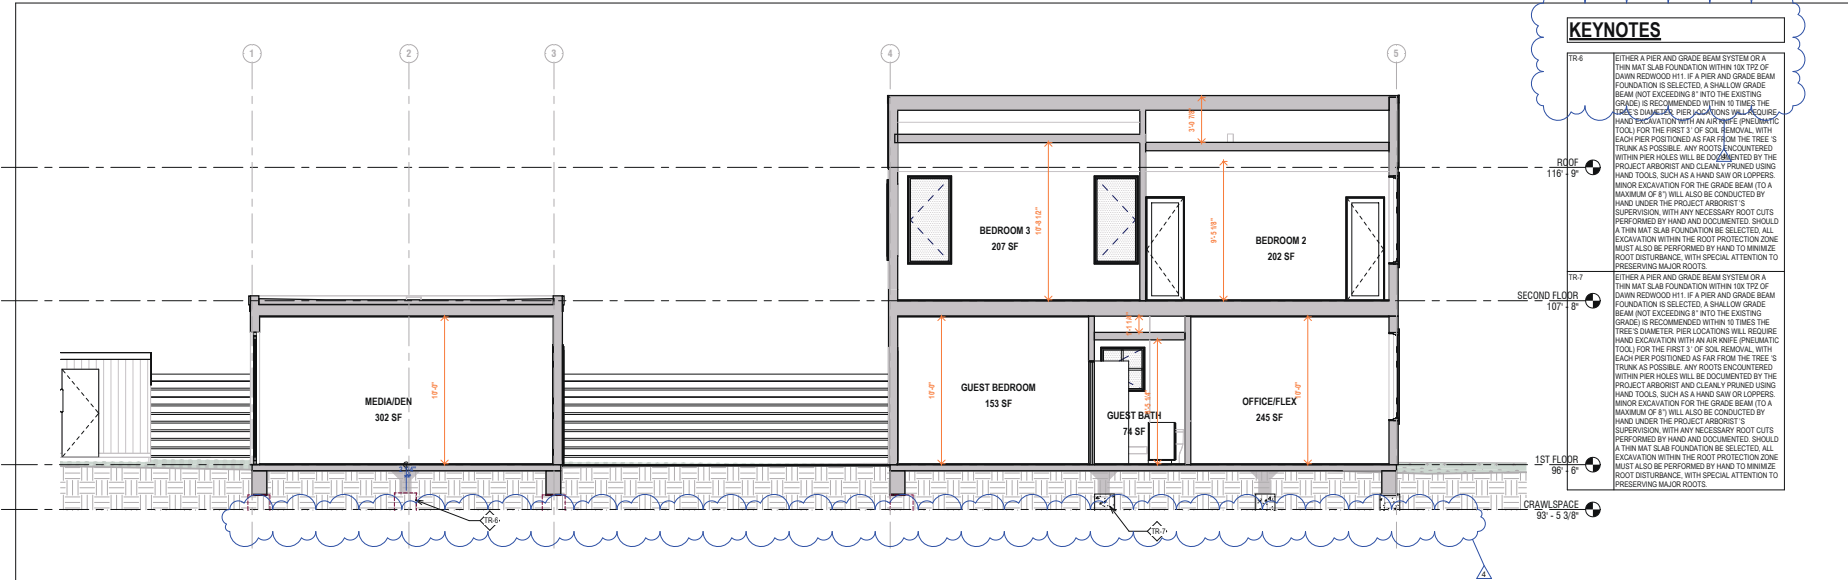 1
2
3
4
5
KEYNOTES
TR-6
EITHER A PIER AND GRADE BEAM SYSTEM OR A
THIN MAT SLAB FOUNDATION WITHIN 10X TPZ OF
DAWN REDWOOD H11. IF A PIER AND GRADE BEAM
FOUNDATION IS SELECTED, A SHALLOW GRADE
BEAM (NOT EXCEEDING 8" INTO THE EXISTING
GRADE) IS RECOMMENDED WITHIN 10 TIMES THE
TREE'S DIAMETER. PIER LOCATIONS WILL REQUIRE
HAND EXCAVATION WITH AN AIR KNIFE (PNEUMATIC
TOOL) FOR THE FIRST 3' OF SOIL REMOVAL, WITH
EACH PIER POSITIONED AS FAR FROM THE TREE 'S
TRUNK AS POSSIBLE. ANY ROOTS ENCOUNTERED
WITHIN PIER HOLES WILL BE DOCUMENTED BY THE
PROJECT ARBORIST AND CLEANLY PRUNED USING
HAND TOOLS, SUCH AS A HAND SAW OR LOPPERS.
MINOR EXCAVATION FOR THE GRADE BEAM (TO A
MAXIMUM OF 8") WILL ALSO BE CONDUCTED BY
HAND UNDER THE PROJECT ARBORIST 'S
SUPERVISION, WITH ANY NECESSARY ROOT CUTS
PERFORMED BY HAND AND DOCUMENTED. SHOULD
A THIN MAT SLAB FOUNDATION BE SELECTED, ALL
EXCAVATION WITHIN THE ROOT PROTECTION ZONE
MUST ALSO BE PERFORMED BY HAND TO MINIMIZE
ROOT DISTURBANCE, WITH SPECIAL ATTENTION TO
PRESERVING MAJOR ROOTS.
TR-7
EITHER A PIER AND GRADE BEAM SYSTEM OR A
THIN MAT SLAB FOUNDATION WITHIN 10X TPZ OF
DAWN REDWOOD H11. IF A PIER AND GRADE BEAM
FOUNDATION IS SELECTED, A SHALLOW GRADE
BEAM (NOT EXCEEDING 8" INTO THE EXISTING
GRADE) IS RECOMMENDED WITHIN 10 TIMES THE
TREE'S DIAMETER. PIER LOCATIONS WILL REQUIRE
HAND EXCAVATION WITH AN AIR KNIFE (PNEUMATIC
TOOL) FOR THE FIRST 3' OF SOIL REMOVAL, WITH
EACH PIER POSITIONED AS FAR FROM THE TREE 'S
TRUNK AS POSSIBLE. ANY ROOTS ENCOUNTERED
WITHIN PIER HOLES WILL BE DOCUMENTED BY THE
PROJECT ARBORIST AND CLEANLY PRUNED USING
HAND TOOLS, SUCH AS A HAND SAW OR LOPPERS.
MINOR EXCAVATION FOR THE GRADE BEAM (TO A
MAXIMUM OF 8") WILL ALSO BE CONDUCTED BY
HAND UNDER THE PROJECT ARBORIST 'S
SUPERVISION, WITH ANY NECESSARY ROOT CUTS
PERFORMED BY HAND AND DOCUMENTED. SHOULD
A THIN MAT SLAB FOUNDATION BE SELECTED, ALL
EXCAVATION WITHIN THE ROOT PROTECTION ZONE
MUST ALSO BE PERFORMED BY HAND TO MINIMIZE
ROOT DISTURBANCE, WITH SPECIAL ATTENTION TO
PRESERVING MAJOR ROOTS.
3'-0 7/8"
ROOF
116' - 9"
10'-8 1/2"
9'-5 1/8"
BEDROOM 3
207 SF
BEDROOM 2
202 SF
SECOND FLOOR
107' - 8"
MEDIA/DEN
302 SF
10'-0"
GUEST BEDROOM
153 SF
10'-0"
GUEST BATH
74 SF
OFFICE/FLEX
245 SF
10'-0"
1ST FLOOR
96' - 6"
CRAWLSPACE
93' - 5 3/8"
TR-6
TR-7
4